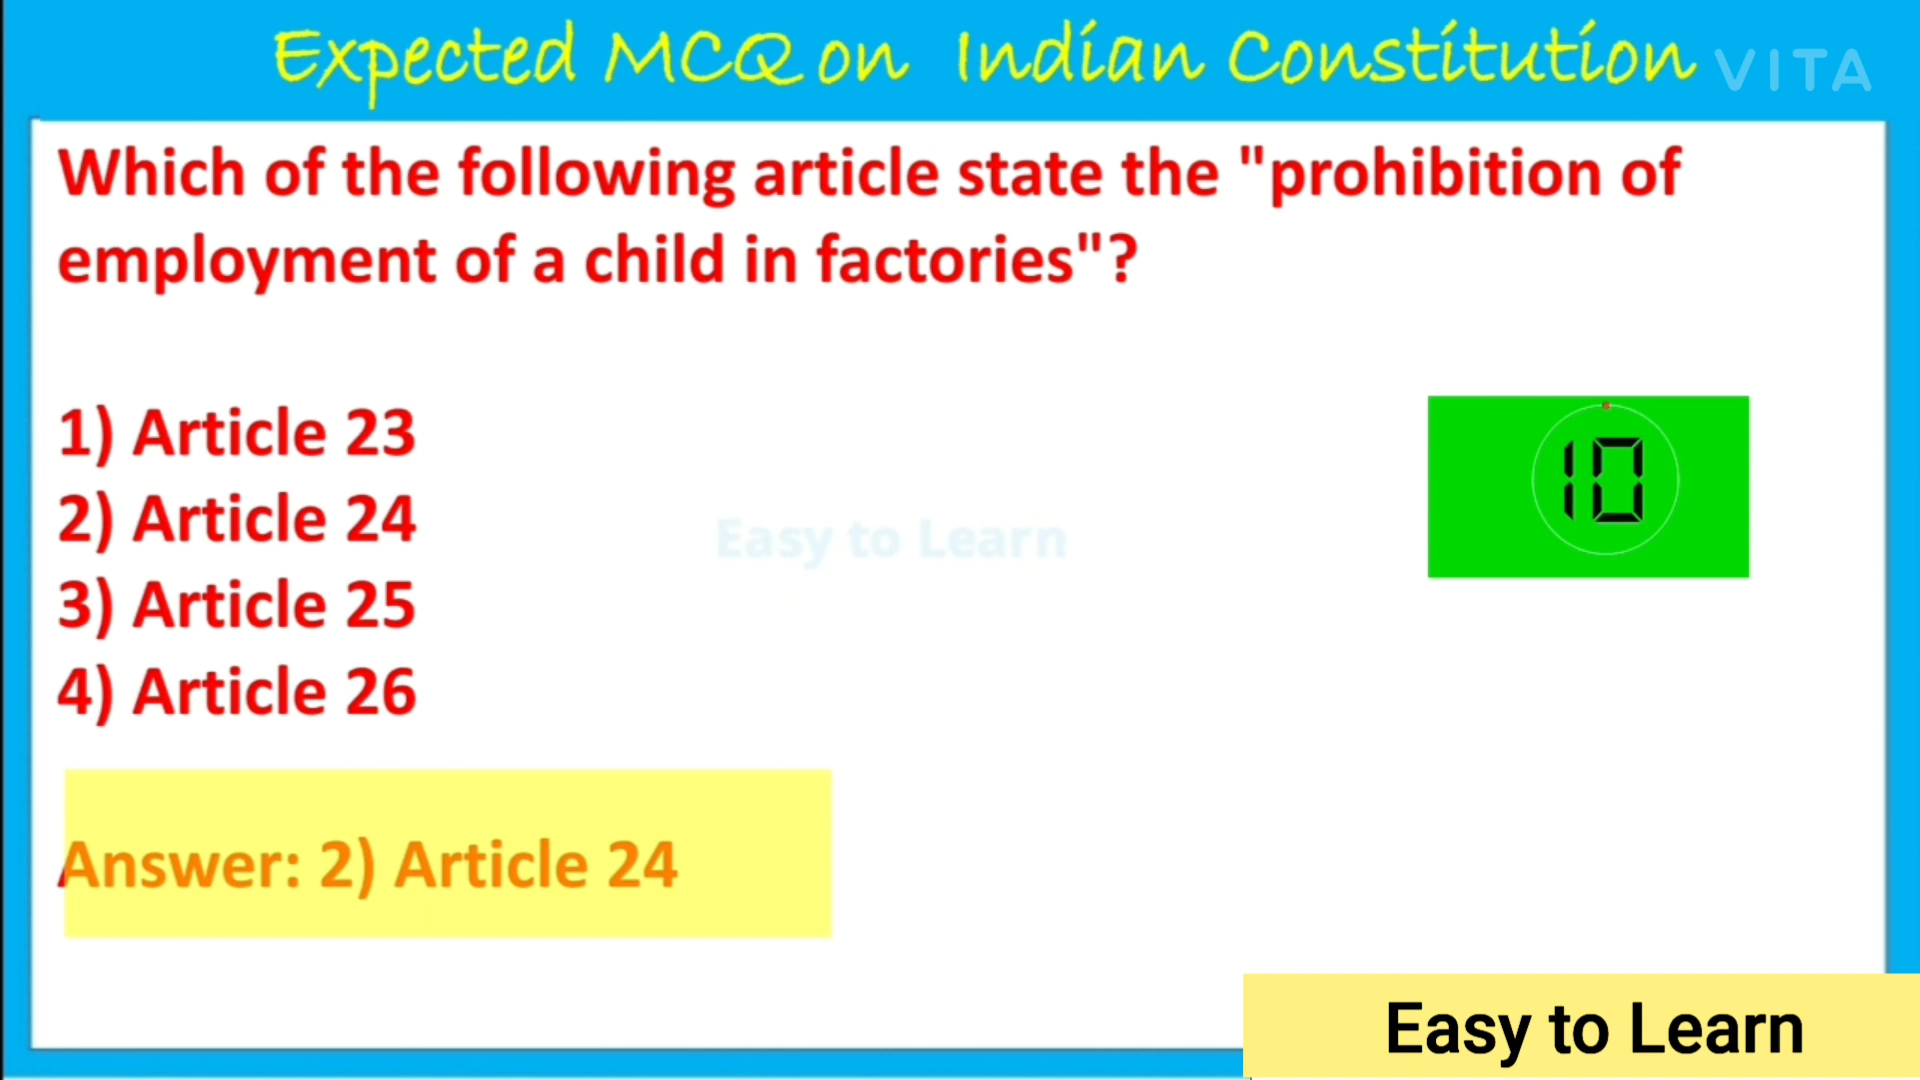 Expected MCQ on Indian Constitution
VITA
Which of the following article state the "prohibition of
employment of a child in factories"?
1) Article 23
2) Article 24
3) Article 25
4) Article 26
10
Easy to Learn
Answer: 2) Article 24
Easy to Learn